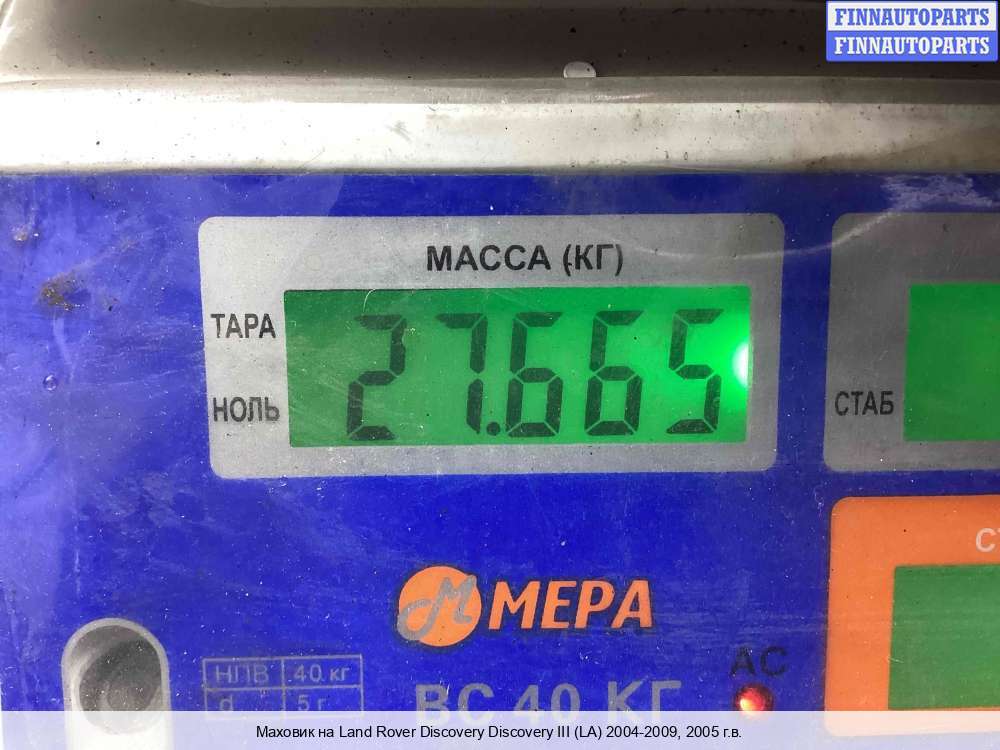 FINNAUTOPARTS
FINNAUTOPARTS
МАССА (КГ)
ТАРА
27.665
НОЛЬ
СТАБ
М МЕРА
АС
НПВ 40 кг
d 5 г
ВС 40 КГ
Маховик на Land Rover Discovery Discovery III (LA) 2004-2009, 2005 г.в.